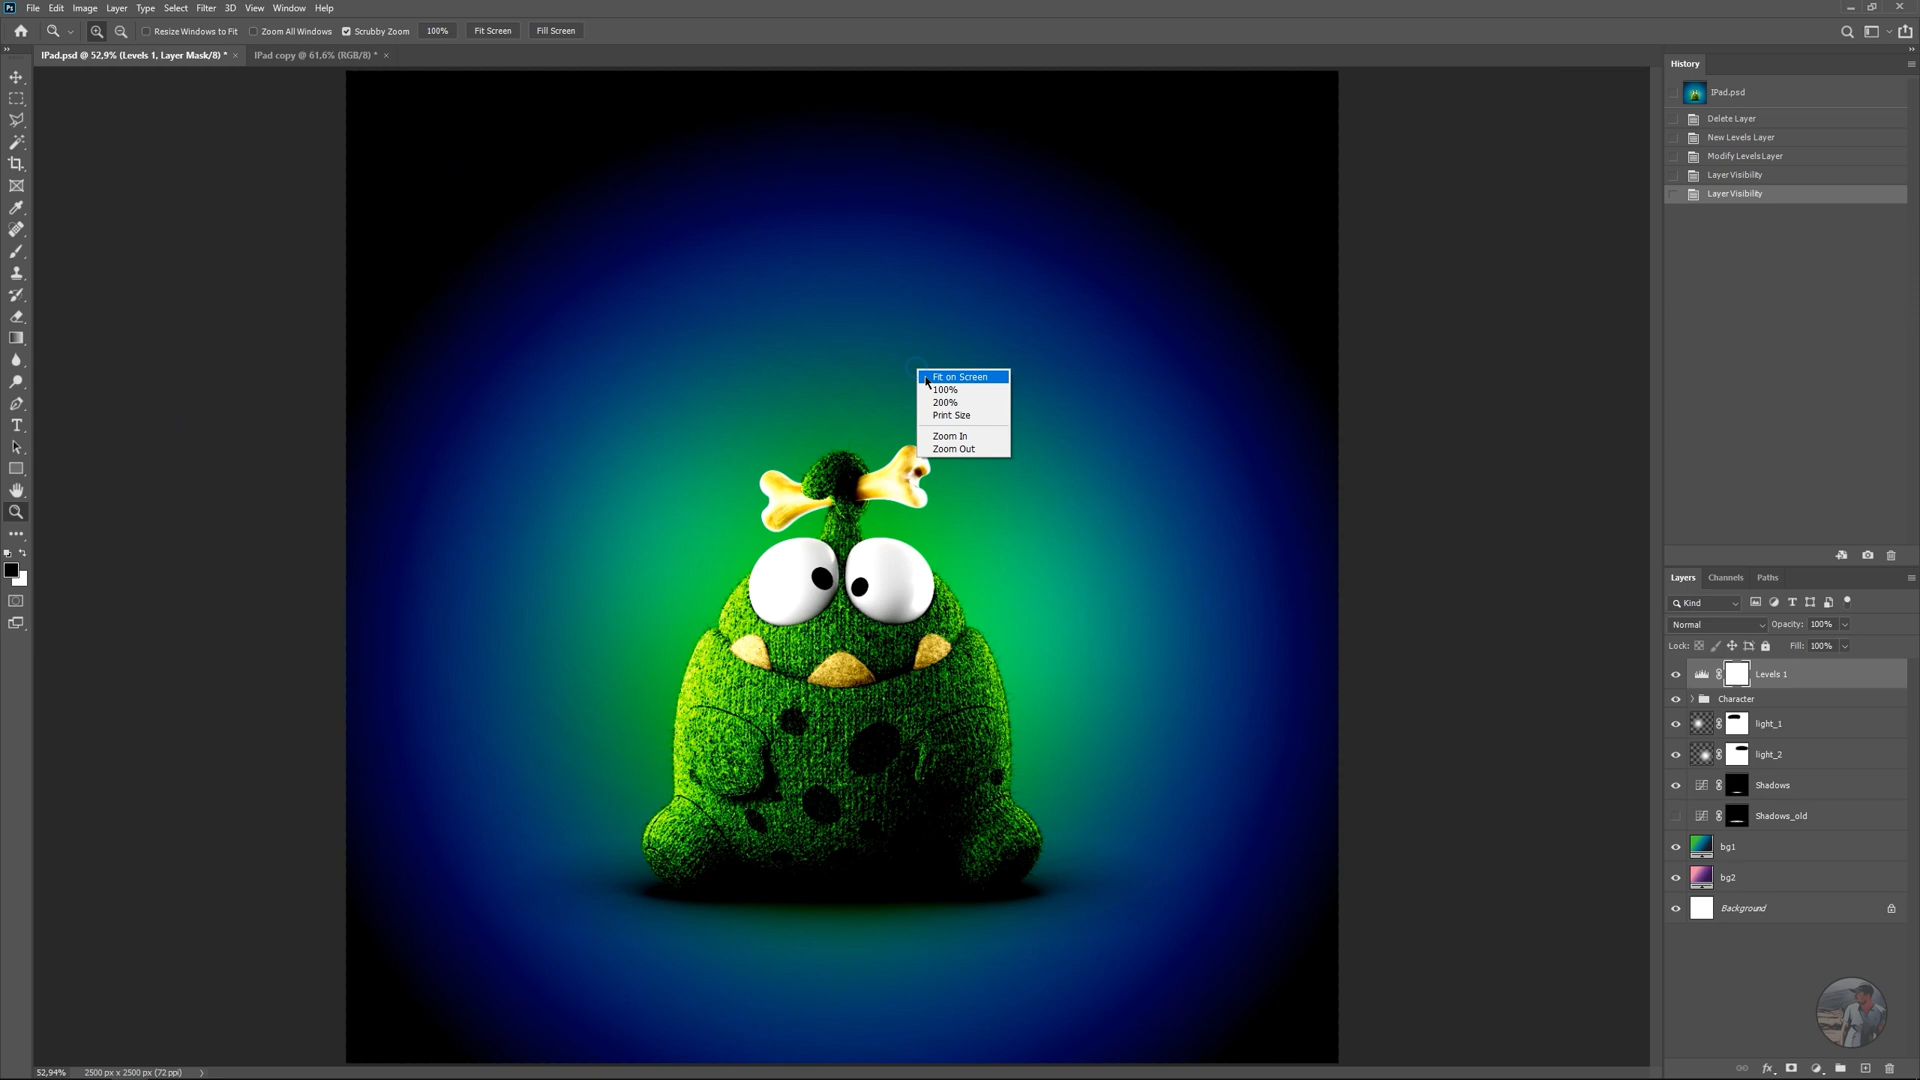 Ps File Edit Image Layer Type Select Filter 3D View Window Help
Resize Windows to Fit Zoom All Windows Scrubby Zoom 100% Fit Screen Fill Screen
IPad.psd @ 52,9% (Levels 1, Layer Mask/8) * × IPad copy @ 61,6% (RGB/8) * ×
History
IPad.psd
Delete Layer
New Levels Layer
Modify Levels Layer
Layer Visibility
Layer Visibility
Fit on Screen
100%
200%
Print Size
Zoom In
Zoom Out
Layers Channels Paths
Kind
Normal Opacity: 100%
Lock: Fill: 100%
Levels 1
Character
light_1
light_2
Shadows
Shadows_old
bg1
bg2
Background
fx
52,94% 2500 px x 2500 px (72 ppi)